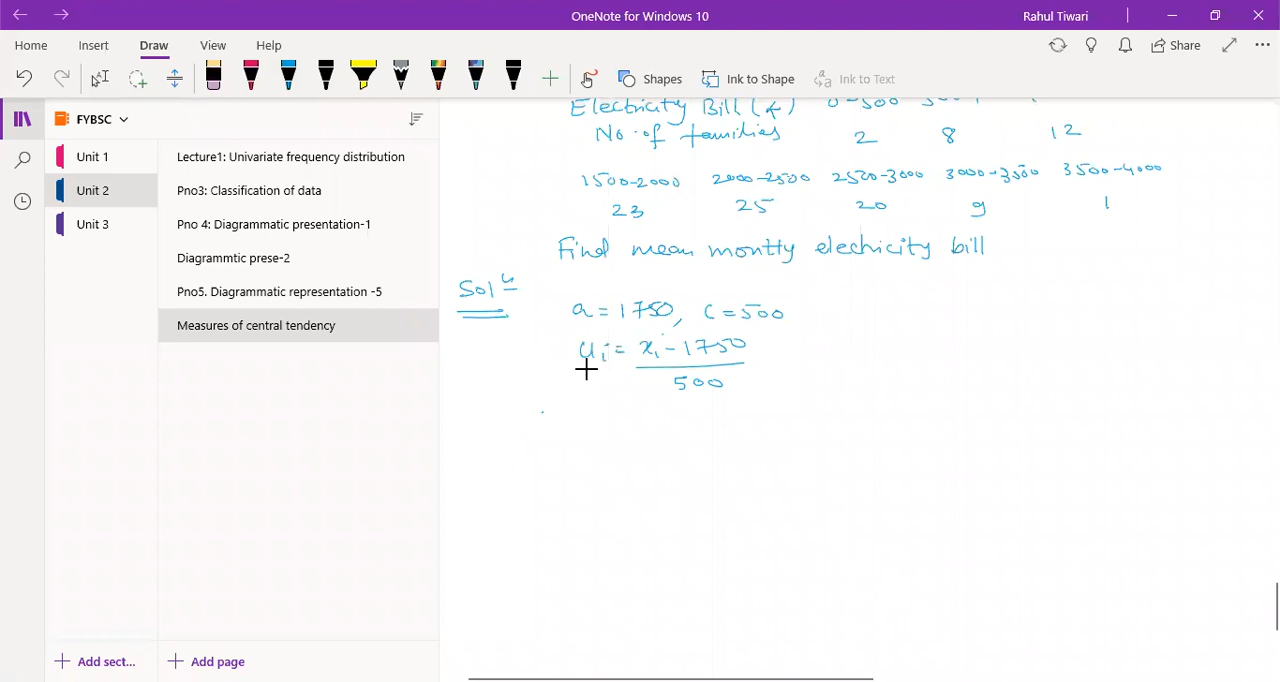 OneNote for Windows 10
Rahul Tiwari
Home Insert Draw View Help
Share
Shapes Ink to Shape Ink to Text
FYBSC
Unit 1
Unit 2
Unit 3
Lecture1: Univariate frequency distribution
Pno3: Classification of data
Pno 4: Diagrammatic presentation-1
Diagrammtic prese-2
Pno5. Diagrammatic representation -5
Measures of central tendency
Add sect...
Add page
Electricity Bill (₹) 0-500
No. of families 2 8 12
1500-2000 2000-2500 2500-3000 3000-3500 3500-4000
23 25 20 9 1
Find mean montly electricity bill
Solⁿ
a = 1750, c = 500
ui = xi - 1750
500